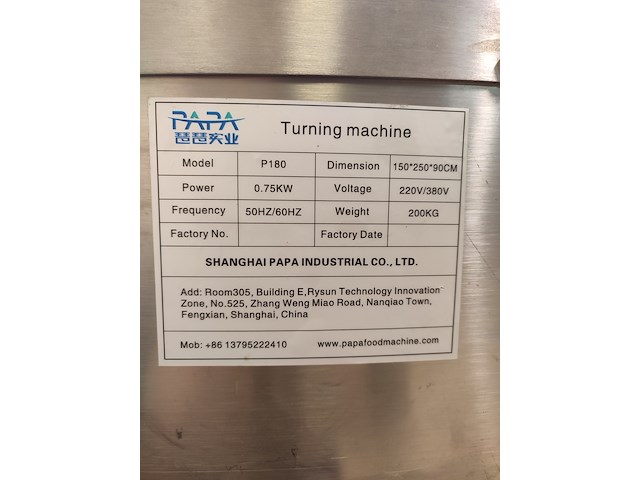 PAPA
琶琶实业
Turning machine
Model P180 Dimension 150*250*90CM
Power 0.75KW Voltage 220V/380V
Frequency 50HZ/60HZ Weight 200KG
Factory No. Factory Date
SHANGHAI PAPA INDUSTRIAL CO., LTD.
Add: Room305, Building E,Rysun Technology Innovation
Zone, No.525, Zhang Weng Miao Road, Nanqiao Town,
Fengxian, Shanghai, China
Mob: +86 13795222410 www.papafoodmachine.com